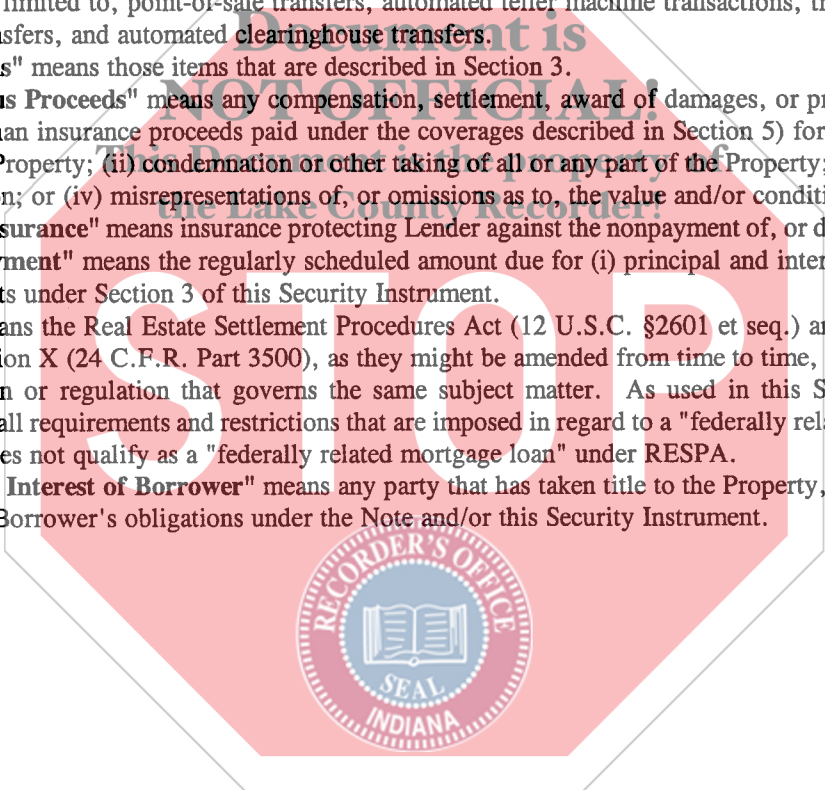 limited to, point-of-sale transfers, automated teller machine transactions,
sfers, and automated clearinghouse transfers.
Document is
s" means those items that are described in Section 3.
us Proceeds" means any compensation, settlement, award of damages, or
NOT OFFICIAL!
an insurance proceeds paid under the coverages described in Section 5) for
Property; (ii) condemnation or other taking of all or any part of the Property;
This Document is the property of
n; or (iv) misrepresentations of, or omissions as to, the value and/or conditi
the Lake County Recorder!
surance" means insurance protecting Lender against the nonpayment of, or d
ment" means the regularly scheduled amount due for (i) principal and inter
ts under Section 3 of this Security Instrument.
ans the Real Estate Settlement Procedures Act (12 U.S.C. §2601 et seq.) an
ion X (24 C.F.R. Part 3500), as they might be amended from time to time,
n or regulation that governs the same subject matter. As used in this S
all requirements and restrictions that are imposed in regard to a "federally rel
es not qualify as a "federally related mortgage loan" under RESPA.
STOP
Interest of Borrower" means any party that has taken title to the Property,
Borrower's obligations under the Note and/or this Security Instrument.
RECORDER'S OFFICE
SEAL
INDIANA